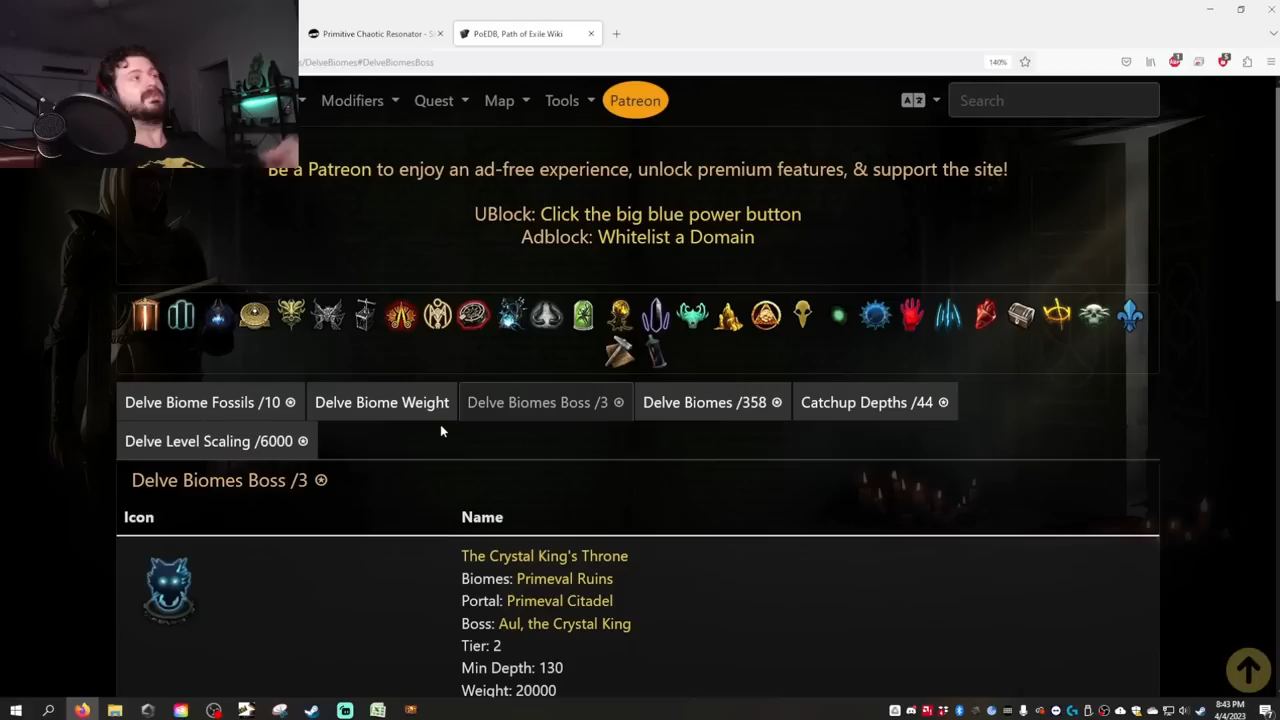 Primitive Chaotic Resonator - S
PoEDB, Path of Exile Wiki
/DelveBiomes#DelveBiomesBoss
140%
Modifiers
Quest
Map
Tools
Patreon
Search
Be a Patreon to enjoy an ad-free experience, unlock premium features, & support the site!
UBlock: Click the big blue power button
Adblock: Whitelist a Domain
Delve Biome Fossils /10
Delve Biome Weight
Delve Biomes Boss /3
Delve Biomes /358
Catchup Depths /44
Delve Level Scaling /6000
Delve Biomes Boss /3
Icon
Name
The Crystal King's Throne
Biomes: Primeval Ruins
Portal: Primeval Citadel
Boss: Aul, the Crystal King
Tier: 2
Min Depth: 130
Weight: 20000
8:43 PM
4/4/2023